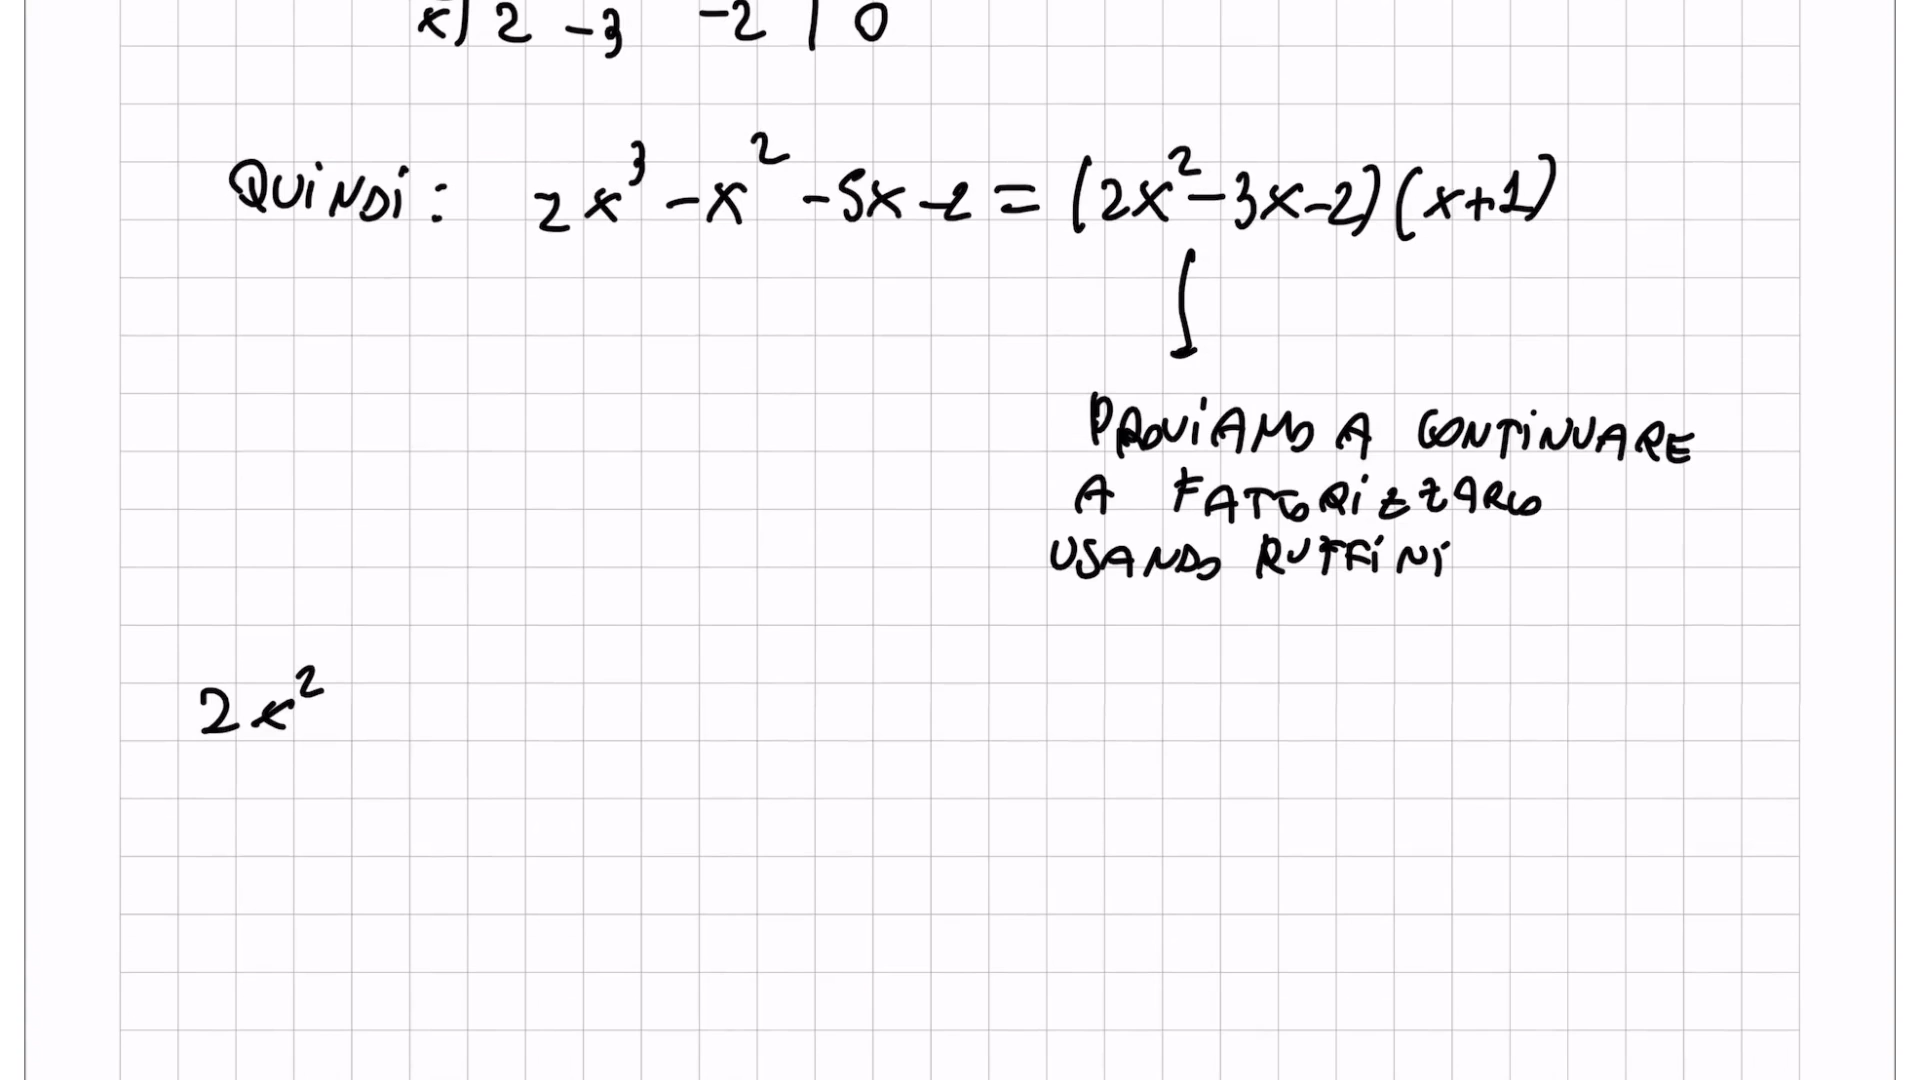 x) 2 -3 -2 | 0
QUiNDi: 2x³ -x² -5x-2 = (2x²-3x-2)(x+1)
PROViAMO A CONTiNUARE
A FATTORiZZARLO
USANDO RUFFiNi
2x²